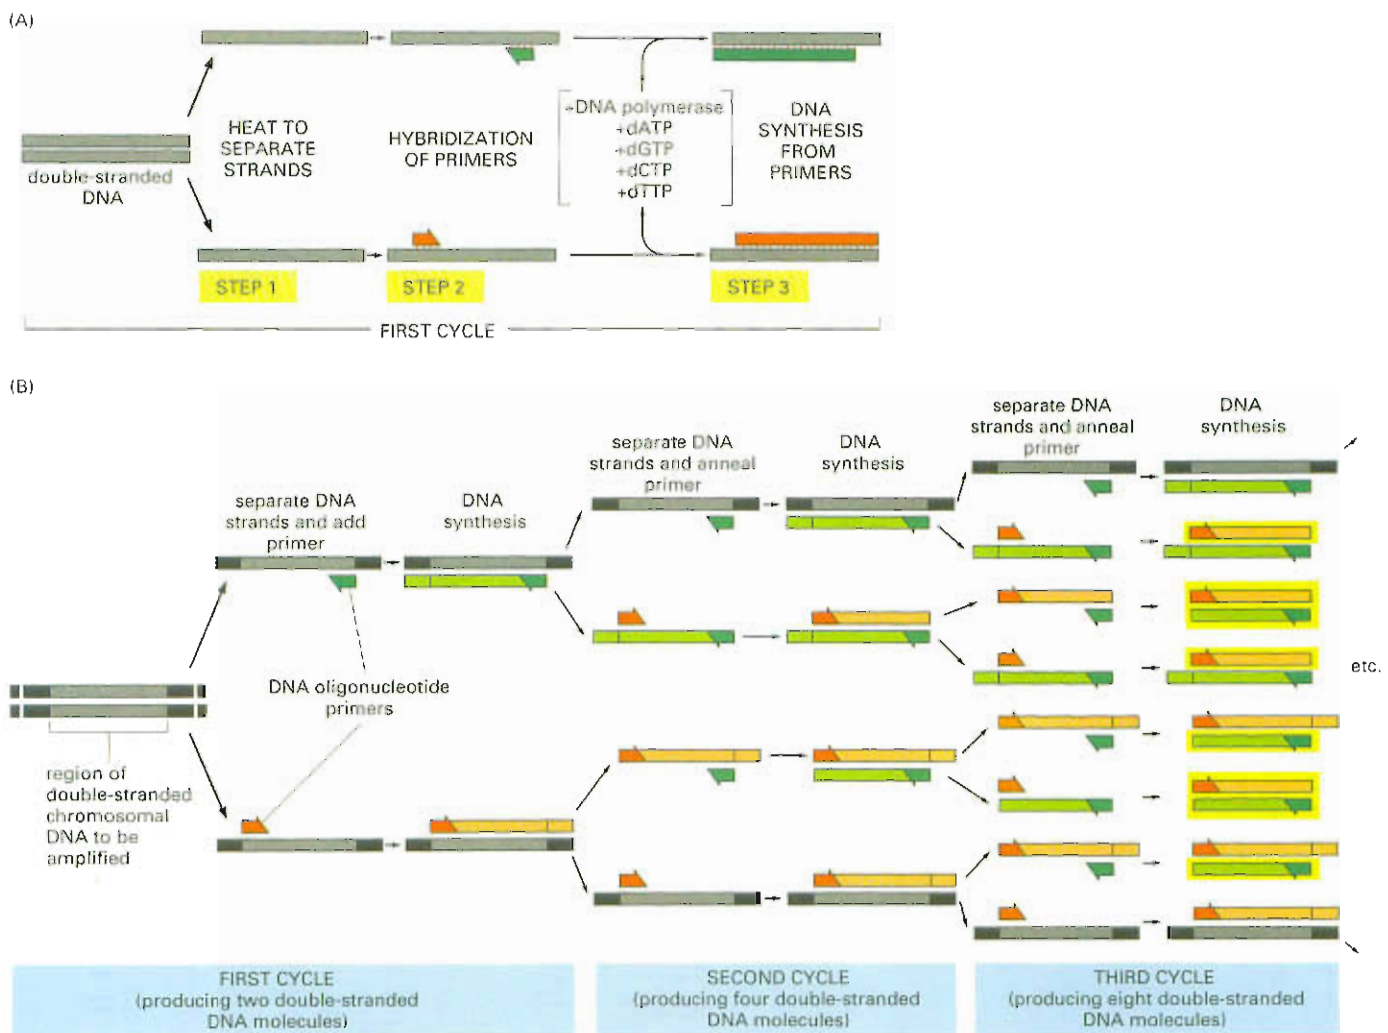 (A)
HEAT TO
SEPARATE
STRANDS
HYBRIDIZATION
OF PRIMERS
+DNA polymerase
+dATP
+dGTP
+dCTP
+dTTP
DNA
SYNTHESIS
FROM
PRIMERS
double-stranded
DNA
STEP 1
STEP 2
STEP 3
FIRST CYCLE
(B)
separate DNA
strands and add
primer
DNA
synthesis
separate DNA
strands and anneal
primer
DNA
synthesis
separate DNA
strands and anneal
primer
DNA
synthesis
DNA oligonucleotide
primers
etc.
region of
double-stranded
chromosomal
DNA to be
amplified
FIRST CYCLE
(producing two double-stranded
DNA molecules)
SECOND CYCLE
(producing four double-stranded
DNA molecules)
THIRD CYCLE
(producing eight double-stranded
DNA molecules)